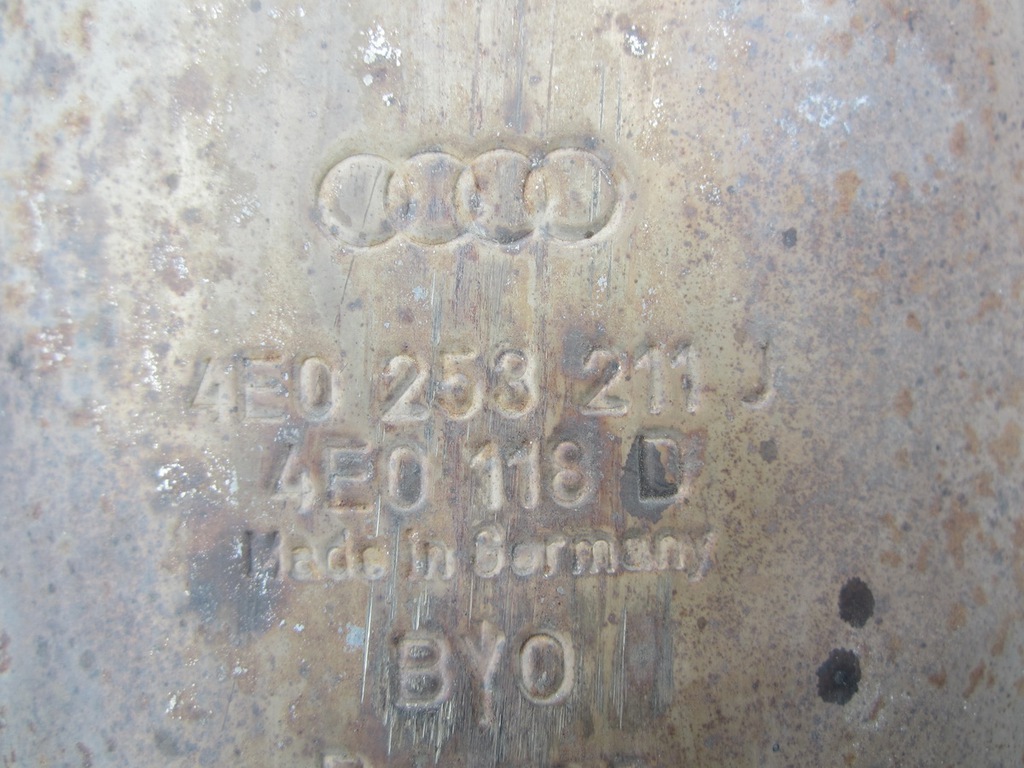 4E0 253 211 J
4E0 118 D
Made in Germany
BYO